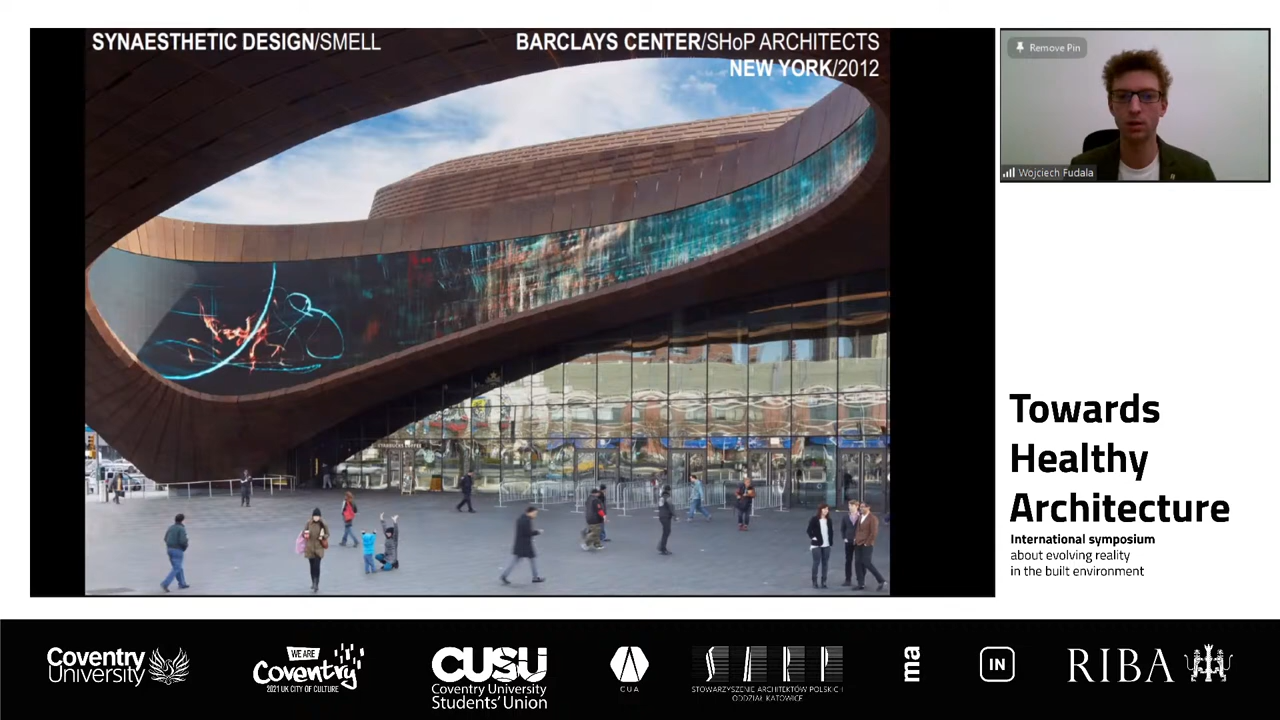 SYNAESTHETIC DESIGN/SMELL
BARCLAYS CENTER/SHoP ARCHITECTS
NEW YORK/2012
Remove Pin
Wojciech Fudala
Towards
Healthy
Architecture
International symposium
about evolving reality
in the built environment
Coventry
University
WE ARE
Coventry
2021 UK CITY OF CULTURE
CUSU
Coventry University
Students' Union
CUA
SARP
STOWARZYSZENIE ARCHITEKTÓW POLSKICH
ODDZIAŁ KATOWICE
ma
IN
RIBA